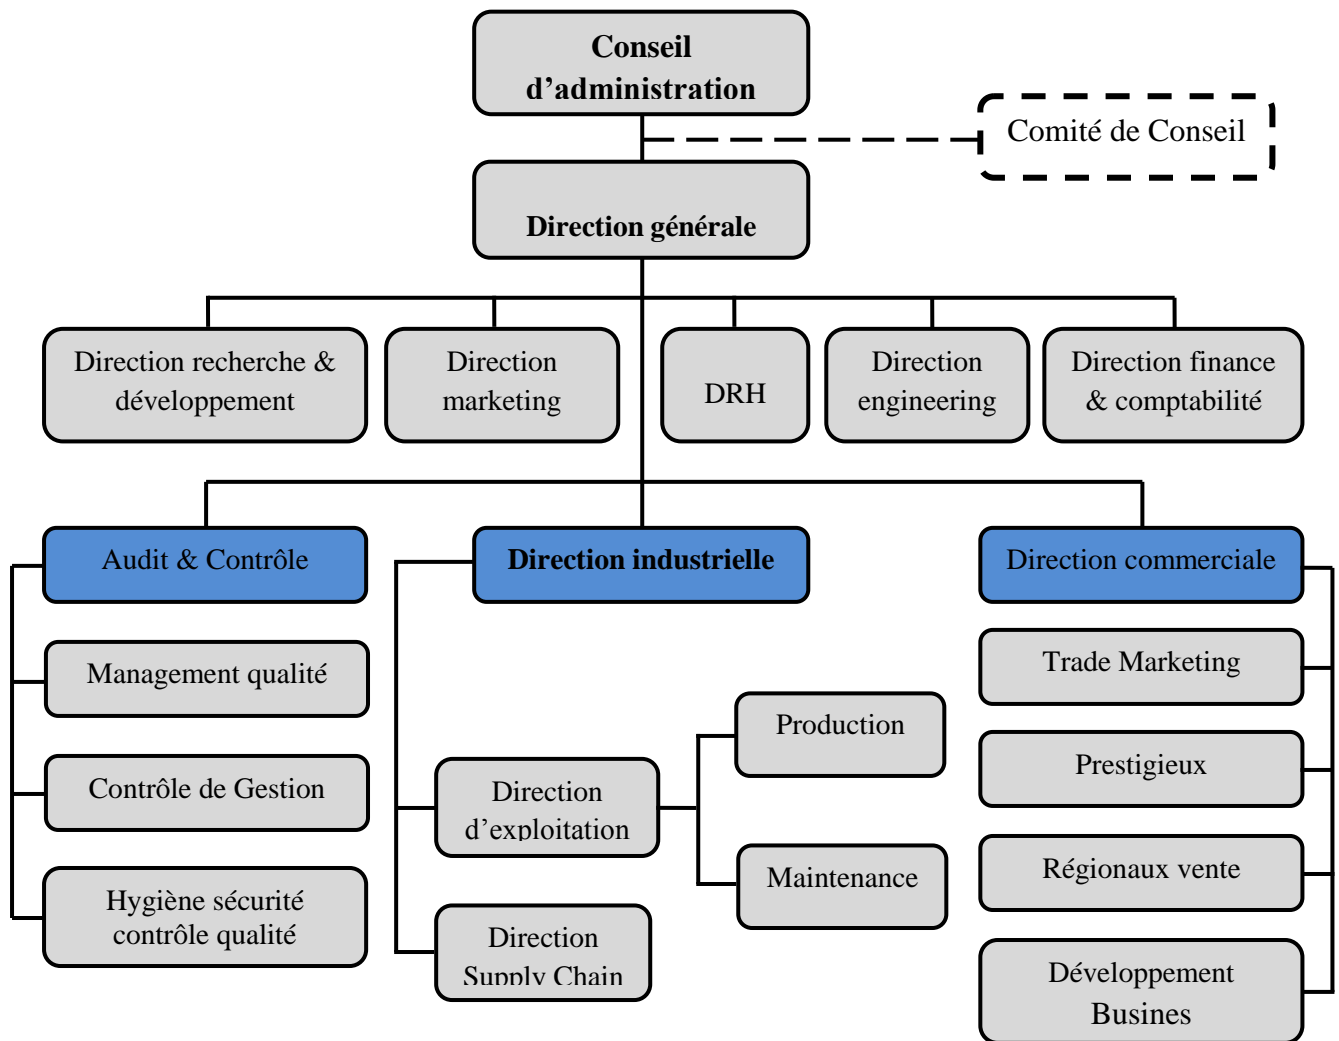 Conseil
d’administration
Comité de Conseil
Direction générale
Direction recherche &
développement
Direction
marketing
DRH
Direction
engineering
Direction finance
& comptabilité
Audit & Contrôle
Direction industrielle
Direction commerciale
Management qualité
Contrôle de Gestion
Hygiène sécurité
contrôle qualité
Direction
d’exploitation
Production
Maintenance
Direction
Supply Chain
Trade Marketing
Prestigieux
Régionaux vente
Développement
Busines